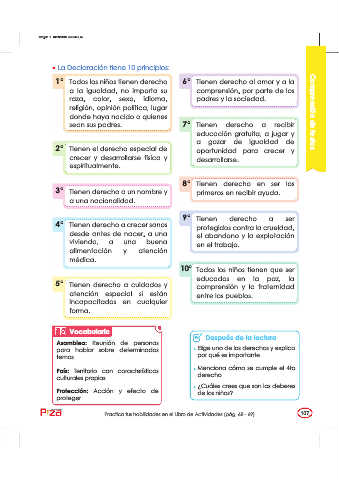 • La Declaración tiene 10 principios:
1° Todos los niños tienen derecho
a la igualdad, no importa su
raza, color, sexo, idioma,
religión, opinión política, lugar
donde haya nacido o quienes
sean sus padres.
2° Tienen el derecho especial de
crecer y desarrollarse física y
espiritualmente.
3° Tienen derecho a un nombre y
a una nacionalidad.
4° Tienen derecho a crecer sanos
desde antes de nacer, a una
vivienda, a una buena
alimentación y atención
médica.
5° Tienen derecho a cuidados y
atención especial si están
incapacitados en cualquier
forma.
6° Tienen derecho al amor y a la
comprensión, por parte de los
padres y la sociedad.
7° Tienen derecho a recibir
educación gratuita, a jugar y
a gozar de igualdad de
oportunidad para crecer y
desarrollarse.
8° Tienen derecho en ser los
primeros en recibir ayuda.
9° Tienen derecho a ser
protegidos contra la crueldad,
el abandono y la explotación
en el trabajo.
10° Todos los niños tienen que ser
educados en la paz, la
comprensión y la fraternidad
entre los pueblos.
Vocabulario
Asamblea: Reunión de personas
para hablar sobre determinados
temas
País: Territorio con características
culturales propias
Protección: Acción y efecto de
proteger
Después de la lectura
• Elige uno de los derechos y explica
por qué es importante
• Menciona cómo se cumple el 4to
derecho
• ¿Cuáles crees que son los deberes
de los niños?
Practica tus habilidades en el Libro de Actividades (pág. 68 - 69)
107